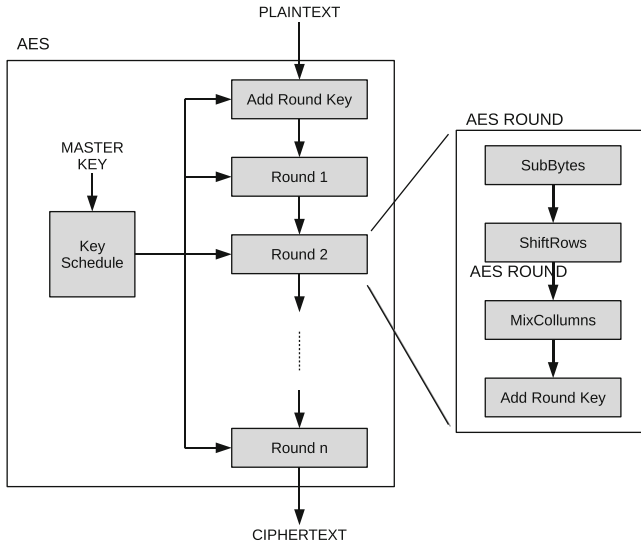 PLAINTEXT
AES
Add Round Key
MASTER
KEY
Round 1
Key
Schedule
Round 2
Round n
CIPHERTEXT
AES ROUND
SubBytes
ShiftRows
AES ROUND
MixCollumns
Add Round Key